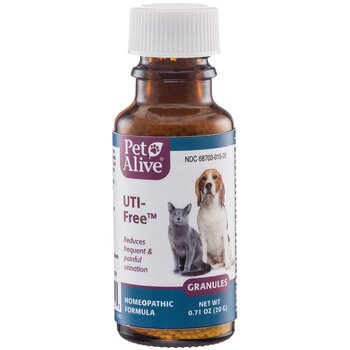 Pet
Alive®
NDC 68703-015-20
UTI-
Free™
Reduces
frequent &
painful
urination
GRANULES
HOMEOPATHIC
FORMULA
NET WT
0.71 OZ (20 G)